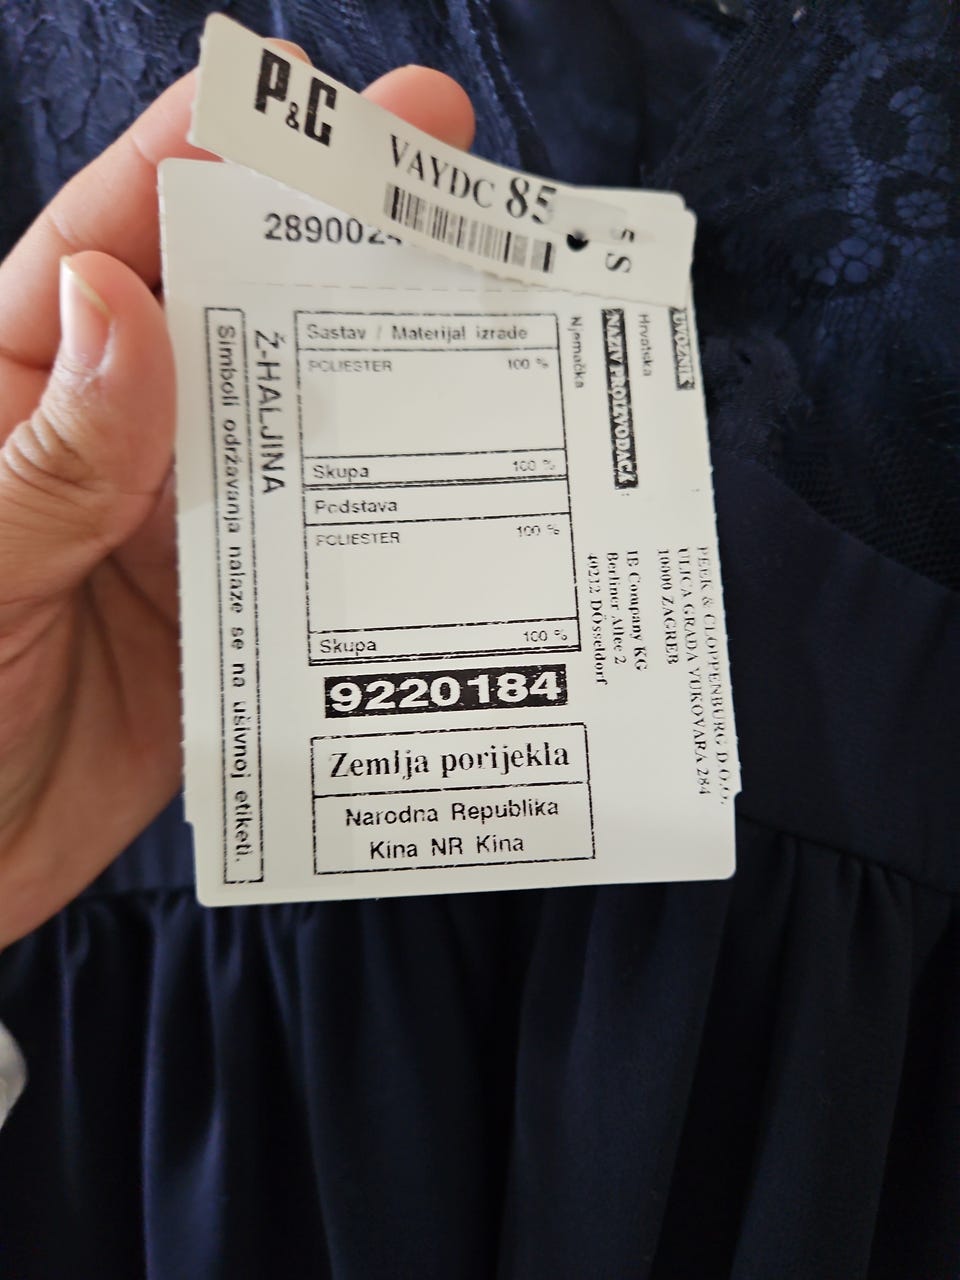 P&C
VAYDC 85
S
S
Sastav / Materijal izrade
POLIESTER 100 %
Skupa 100 %
Podstava
POLIESTER 100 %
Skupa 100 %
9220184
Zemlja porijekla
Narodna Republika
Kina NR Kina
Ž-HALJINA
Simboli održavanja nalaze se na ušivnoj etiketi.
UVOZNIK
Hrvatska
:
PEEK & CLOPPENBURG D.O.O.
ULICA GRADA VUKOVARA 284
10000 ZAGREB
NAZIV PROIZVOĐAČA :
Njemačka
IB Company KG
Berliner Allee 2
40212 DÖsseldorf